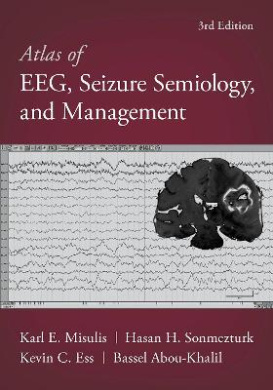 3rd Edition
Atlas of
EEG, Seizure Semiology,
and Management
Karl E. Misulis | Hasan H. Sonmezturk
Kevin C. Ess | Bassel Abou-Khalil